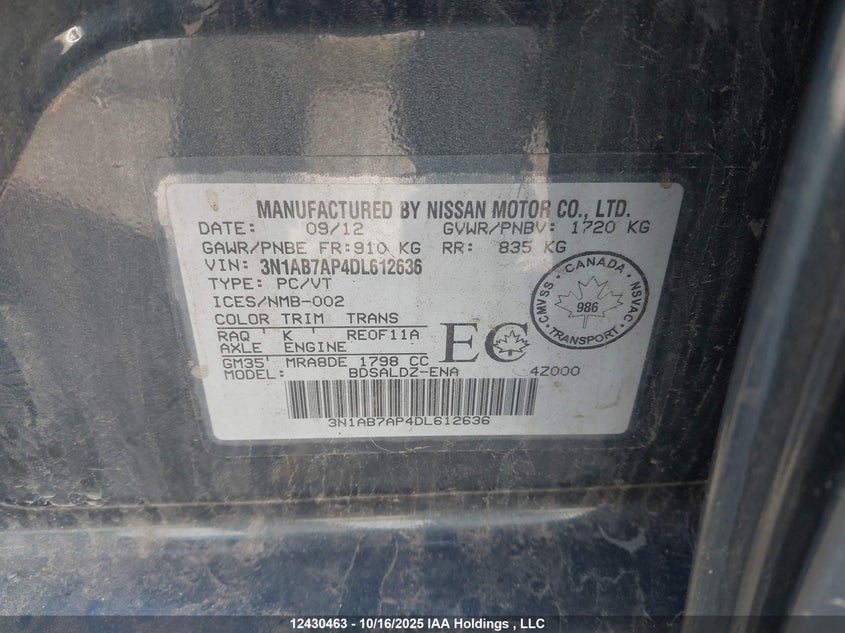 MANUFACTURED BY NISSAN MOTOR CO., LTD.
DATE: 09/12 GVWR/PNBV: 1720 KG
GAWR/PNBE FR: 910 KG RR: 835 KG
VIN: 3N1AB7AP4DL612636
TYPE: PC/VT
ICES/NMB-002
COLOR TRIM TRANS
RAQ ' K ' RE0F11A
AXLE ENGINE
GM35' MRA8DE 1798 CC
MODEL: BDSALDZ-ENA 4Z000
3N1AB7AP4DL612636
EC
CANADA
CMVSS · NSVAC
986
TRANSPORT
12430463 - 10/16/2025 IAA Holdings , LLC